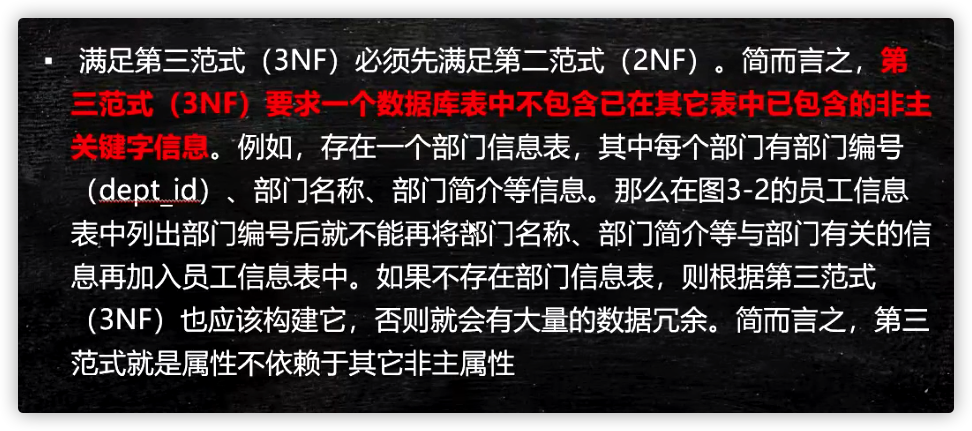 ▪ 满足第三范式（3NF）必须先满足第二范式（2NF）。简而言之，第
三范式（3NF）要求一个数据库表中不包含已在其它表中已包含的非主
关键字信息。例如，存在一个部门信息表，其中每个部门有部门编号
（dept_id）、部门名称、部门简介等信息。那么在图3-2的员工信息
表中列出部门编号后就不能再将部门名称、部门简介等与部门有关的信
息再加入员工信息表中。如果不存在部门信息表，则根据第三范式
（3NF）也应该构建它，否则就会有大量的数据冗余。简而言之，第三
范式就是属性不依赖于其它非主属性